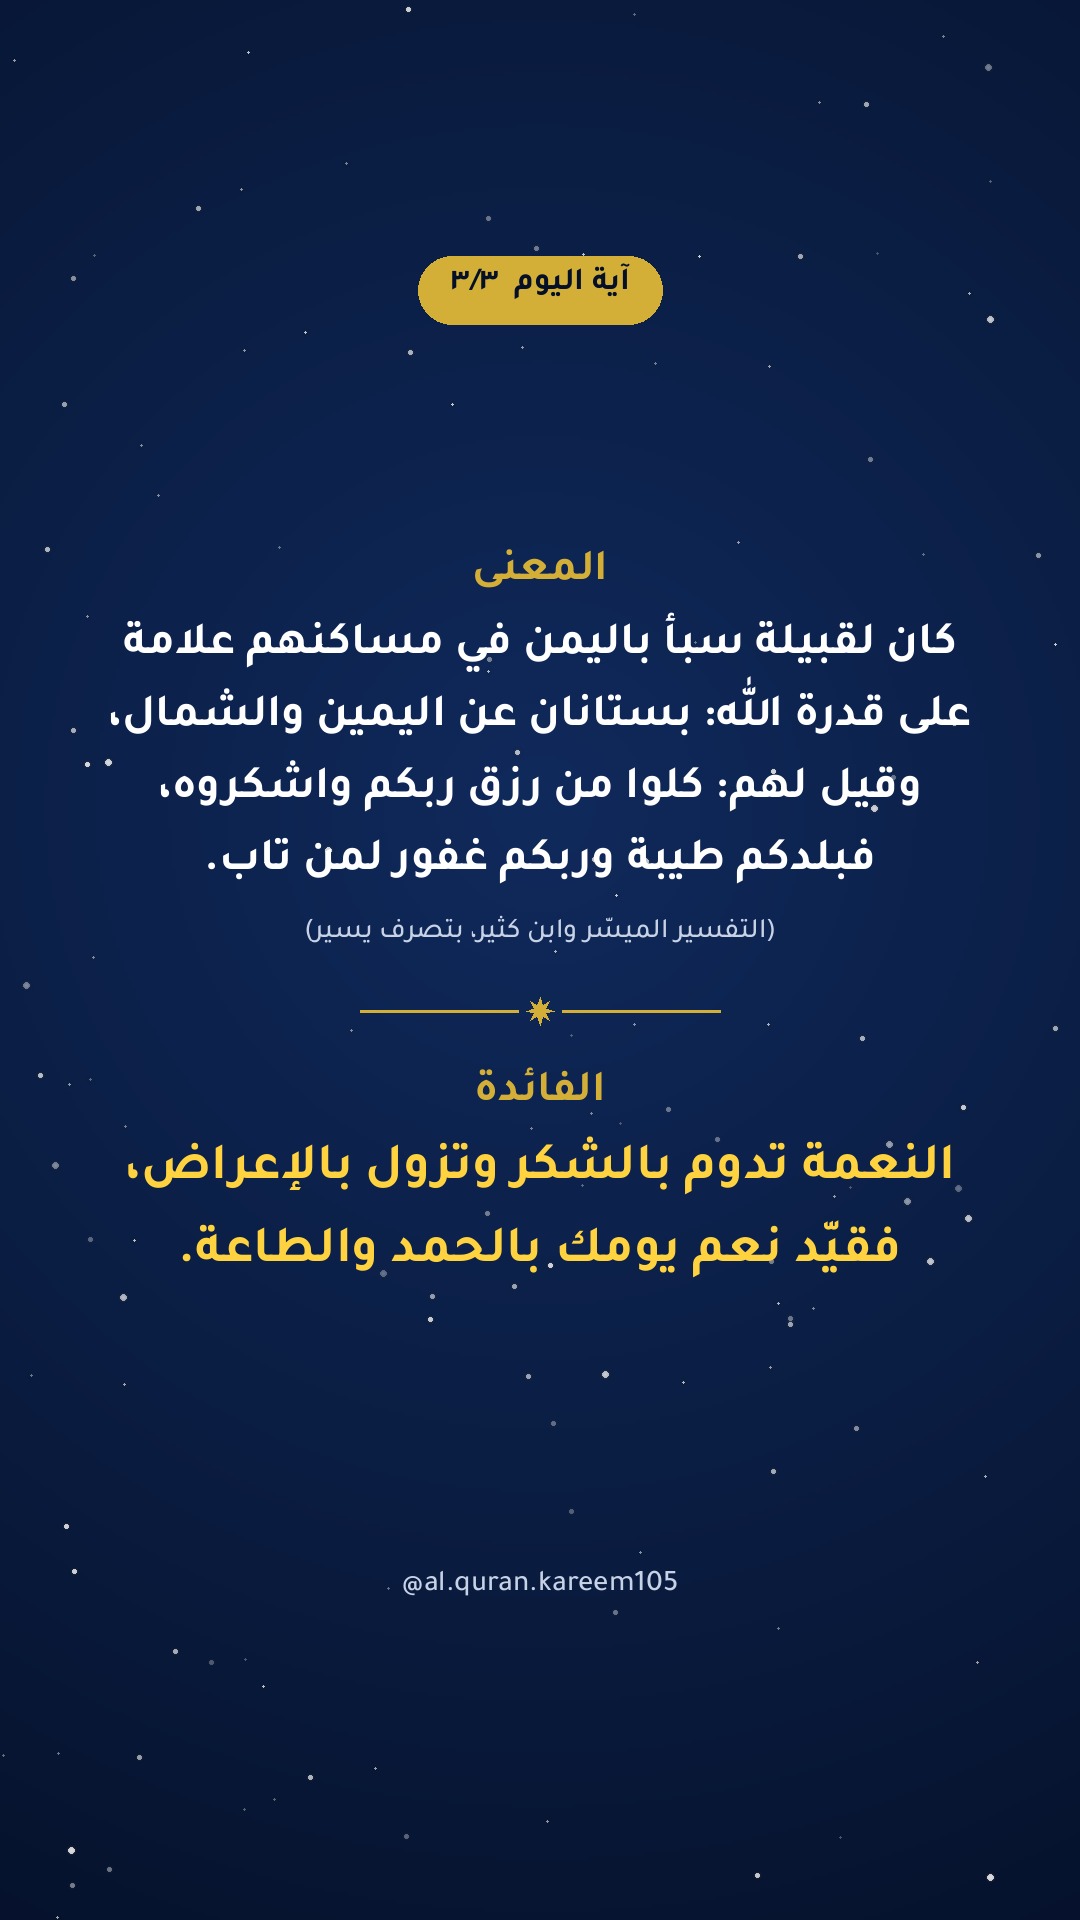 آية اليوم ٣/٣
المعنى
كان لقبيلة سبأ باليمن في مساكنهم علامة
على قدرة الله: بستانان عن اليمين والشمال،
وقيل لهم: كلوا من رزق ربكم واشكروه،
فبلدكم طيبة وربكم غفور لمن تاب.
(التفسير الميسّر وابن كثير، بتصرف يسير)
الفائدة
النعمة تدوم بالشكر وتزول بالإعراض،
فقيّد نعم يومك بالحمد والطاعة.
@al.quran.kareem105